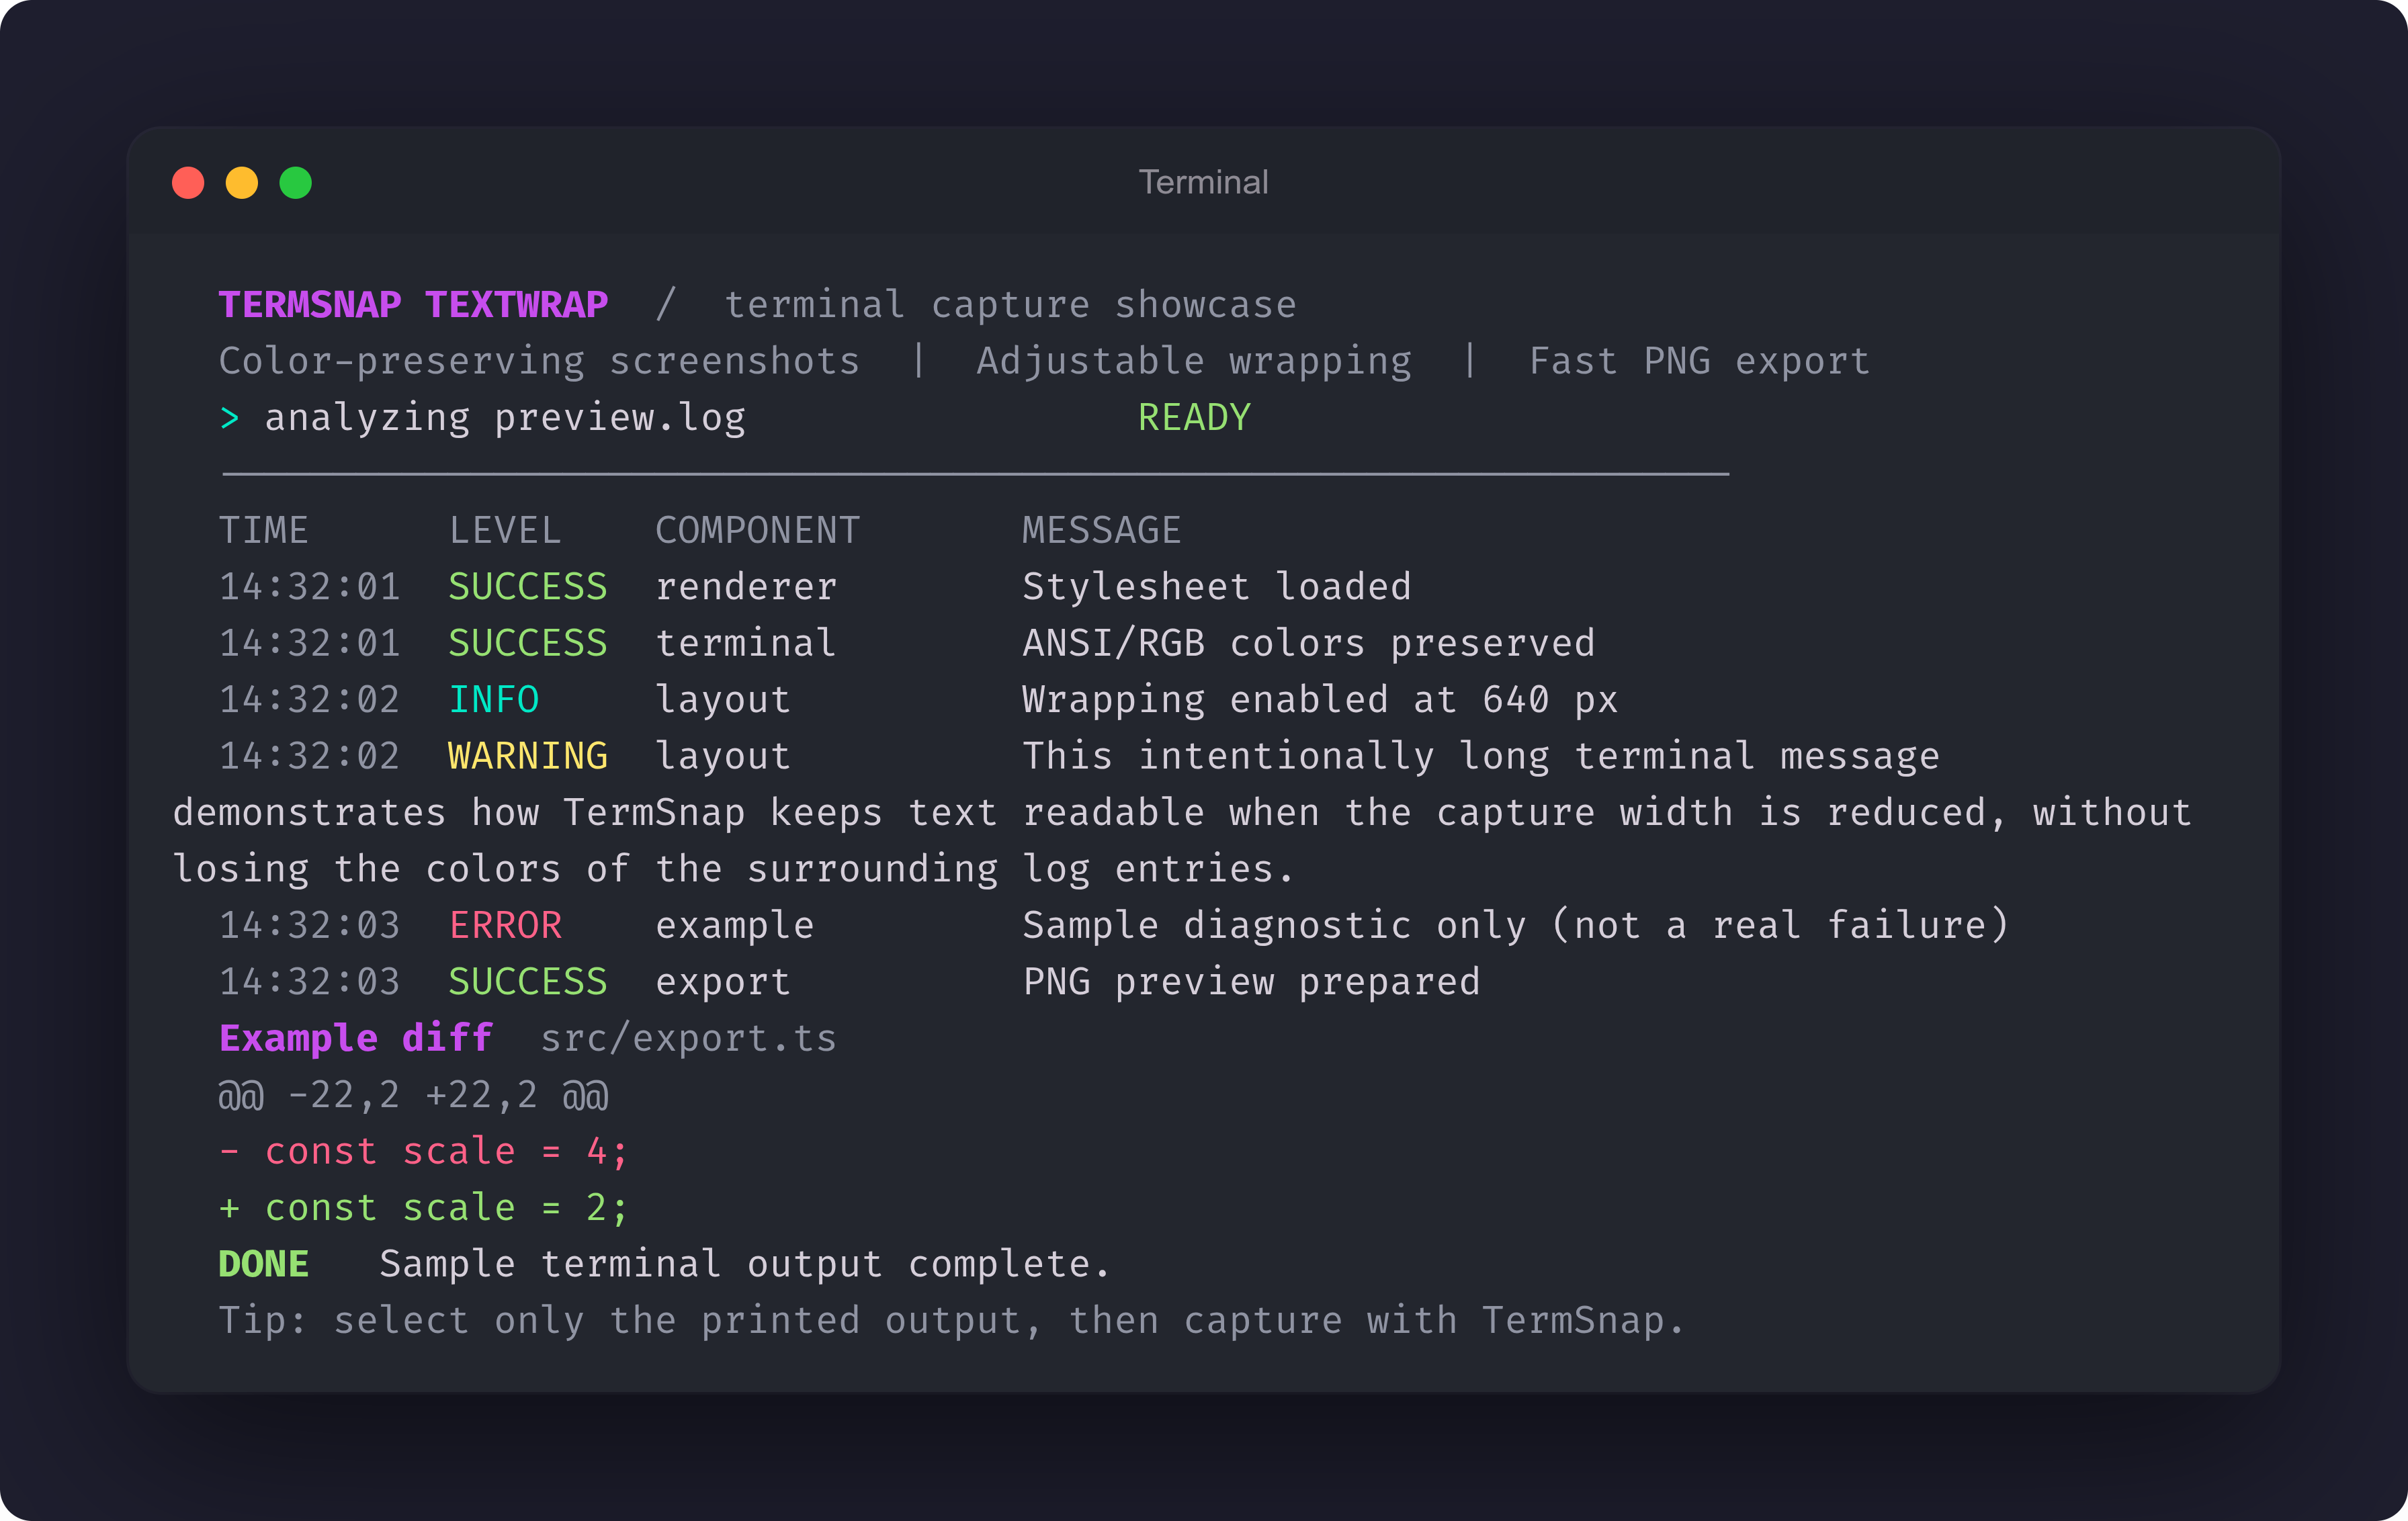 Terminal
TERMSNAP TEXTWRAP  /  terminal capture showcase
Color-preserving screenshots  |  Adjustable wrapping  |  Fast PNG export
> analyzing preview.log                 READY
TIME      LEVEL    COMPONENT       MESSAGE
14:32:01  SUCCESS  renderer        Stylesheet loaded
14:32:01  SUCCESS  terminal        ANSI/RGB colors preserved
14:32:02  INFO     layout          Wrapping enabled at 640 px
14:32:02  WARNING  layout          This intentionally long terminal message
demonstrates how TermSnap keeps text readable when the capture width is reduced, without
losing the colors of the surrounding log entries.
14:32:03  ERROR    example         Sample diagnostic only (not a real failure)
14:32:03  SUCCESS  export          PNG preview prepared
Example diff  src/export.ts
@@ -22,2 +22,2 @@
- const scale = 4;
+ const scale = 2;
DONE   Sample terminal output complete.
Tip: select only the printed output, then capture with TermSnap.